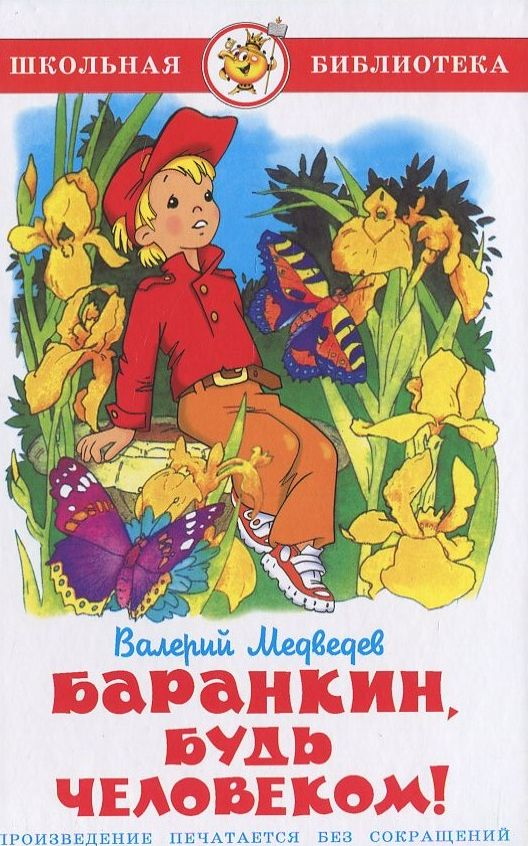 ШКОЛЬНАЯ БИБЛИОТЕКА
Валерий Медведев
БАРАНКИН,
БУДЬ
ЧЕЛОВЕКОМ!
ПРОИЗВЕДЕНИЕ ПЕЧАТАЕТСЯ БЕЗ СОКРАЩЕНИЙ